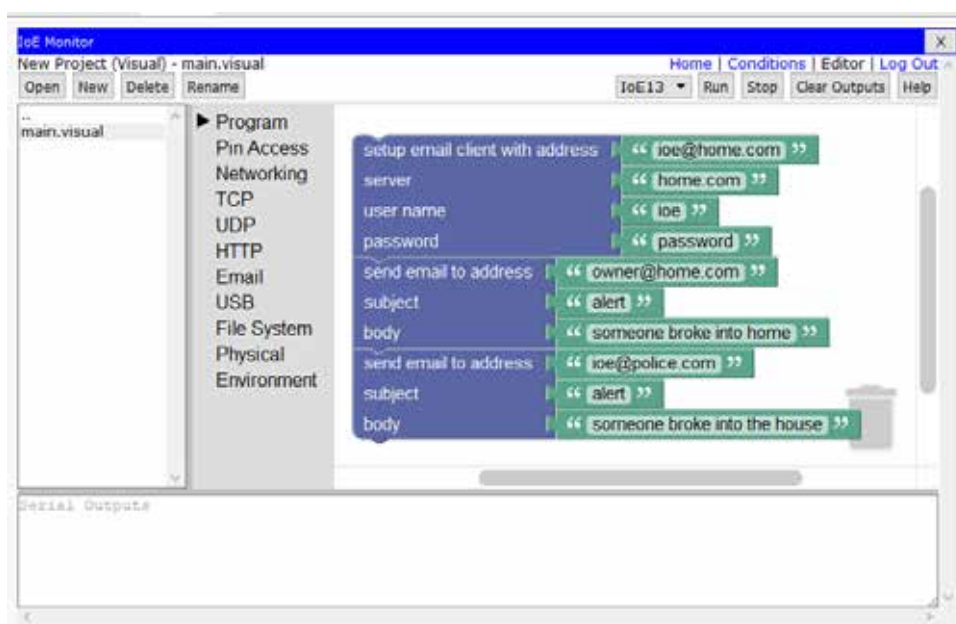 IoE Monitor X
New Project (Visual) - main.visual Home | Conditions | Editor | Log Out
Open New Delete Rename IoE13 Run Stop Clear Outputs Help
..
main.visual
Program
Pin Access
Networking
TCP
UDP
HTTP
Email
USB
File System
Physical
Environment
setup email client with address “ ioe@home.com ”
server “ home.com ”
user name “ ioe ”
password “ password ”
send email to address “ owner@home.com ”
subject “ alert ”
body “ someone broke into home ”
send email to address “ ioe@police.com ”
subject “ alert ”
body “ someone broke into the house ”
Serial Outputs